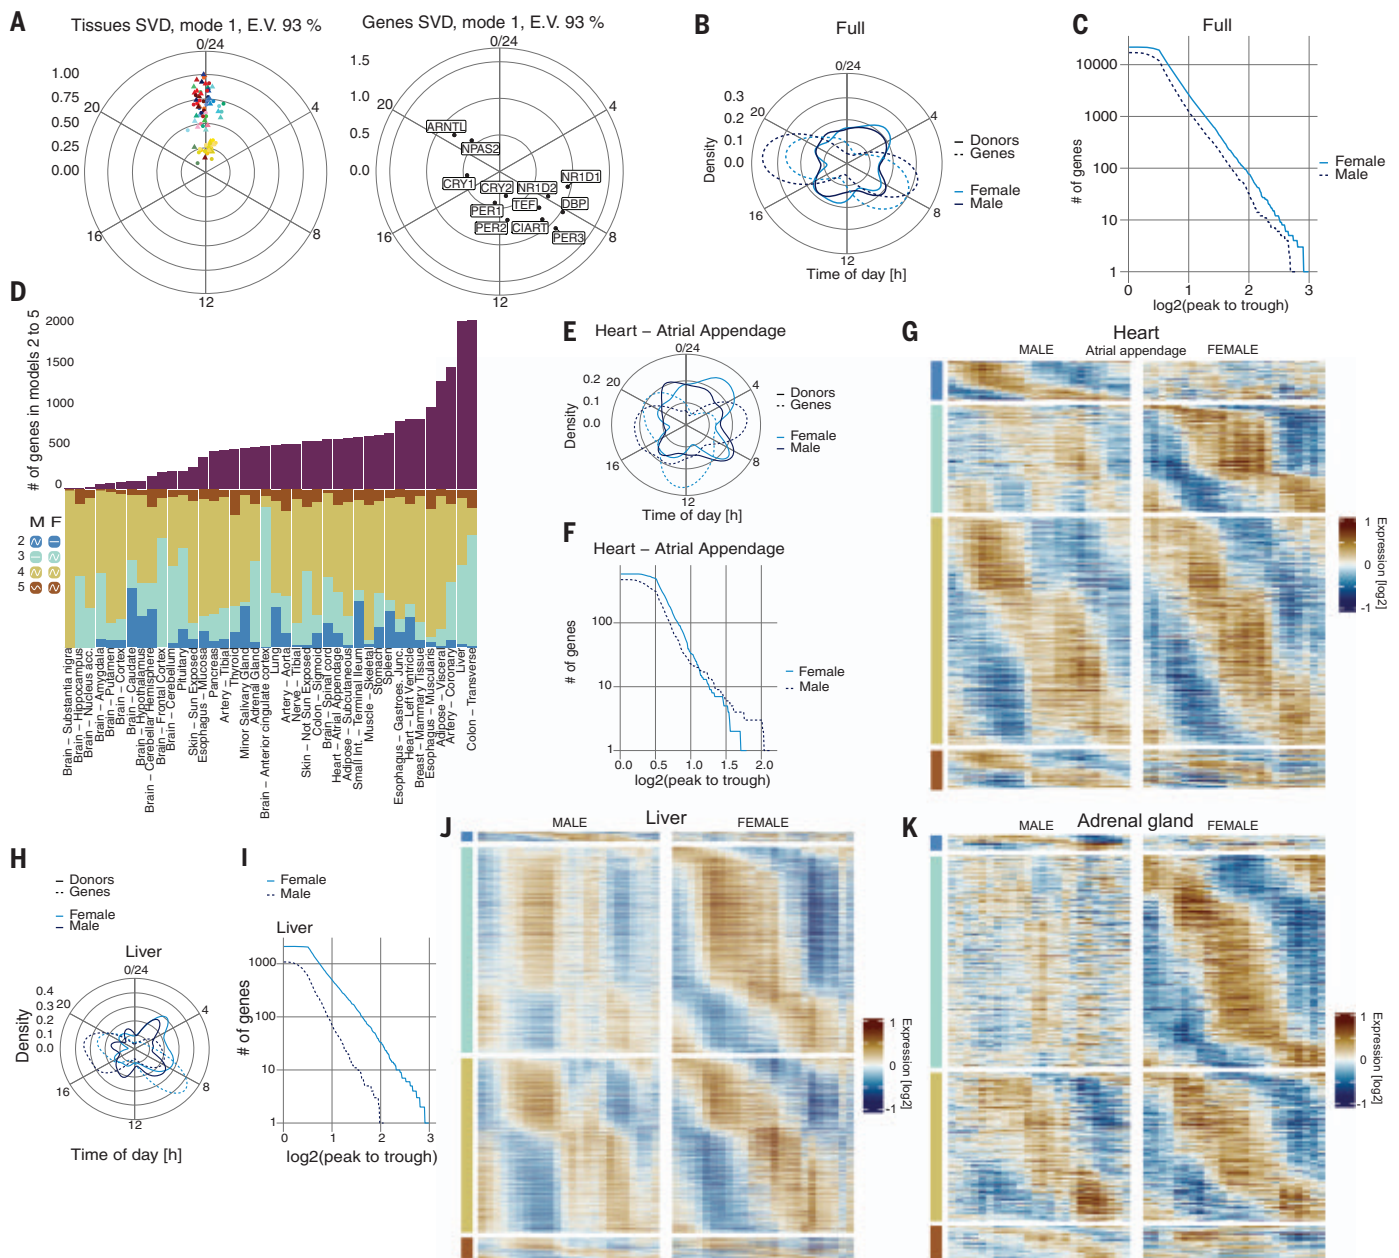 A
Tissues SVD, mode 1, E.V. 93 %
0/24
1.00
0.75
0.50
0.25
0.00
20
4
16
8
12
Genes SVD, mode 1, E.V. 93 %
0/24
1.5
1.0
0.5
0.0
20
4
16
8
12
ARNTL
NPAS2
CRY1
CRY2
NR1D2
NR1D1
PER1
TEF
DBP
PER2
CIART
PER3
B
Full
0/24
0.3
0.2
0.1
0.0
Density
20
4
16
8
12
Time of day [h]
Donors
Genes
Female
Male
C
Full
# of genes
10000
1000
100
10
1
0
1
2
3
log2(peak to trough)
Female
Male
D
# of genes in models 2 to 5
2000
1500
1000
500
0
M F
2
3
4
5
Brain – Substantia nigra
Brain – Hippocampus
Brain – Nucleus acc.
Brain – Amygdala
Brain – Putamen
Brain – Cortex
Brain – Caudate
Brain – Hypothalamus
Brain – Cerebellar Hemisphere
Brain – Frontal Cortex
Brain – Cerebellum
Pituitary
Skin – Sun Exposed
Esophagus – Mucosa
Pancreas
Artery – Tibial
Thyroid
Minor Salivary Gland
Adrenal Gland
Brain – Anterior cingulate cortex
Lung
Artery – Aorta
Nerve – Tibial
Skin – Not Sun Exposed
Colon – Sigmoid
Brain – Spinal cord
Heart – Atrial Appendage
Adipose – Subcutaneous
Small Int. – Terminal Ileum
Muscle – Skeletal
Stomach
Spleen
Esophagus – Gastroes. Junc.
Heart – Left Ventricle
Breast – Mammary Tissue
Esophagus – Muscularis
Adipose – Visceral
Artery – Coronary
Liver
Colon – Transverse
E
Heart – Atrial Appendage
0/24
0.2
0.1
0.0
Density
20
4
16
8
12
Time of day [h]
Donors
Genes
Female
Male
F
Heart – Atrial Appendage
# of genes
100
10
1
0.0
0.5
1.0
1.5
2.0
log2(peak to trough)
Female
Male
G
Heart
MALE
Atrial appendage
FEMALE
1
0
-1
Expression [log2]
H
Donors
Genes
Female
Male
Liver
0/24
0.4
0.3
0.2
0.1
0.0
Density
20
4
16
8
12
Time of day [h]
I
Female
Male
Liver
# of genes
1000
100
10
1
0
1
2
3
log2(peak to trough)
J
Liver
MALE
FEMALE
1
0
-1
Expression [log2]
K
Adrenal gland
MALE
FEMALE
1
0
-1
Expression [log2]